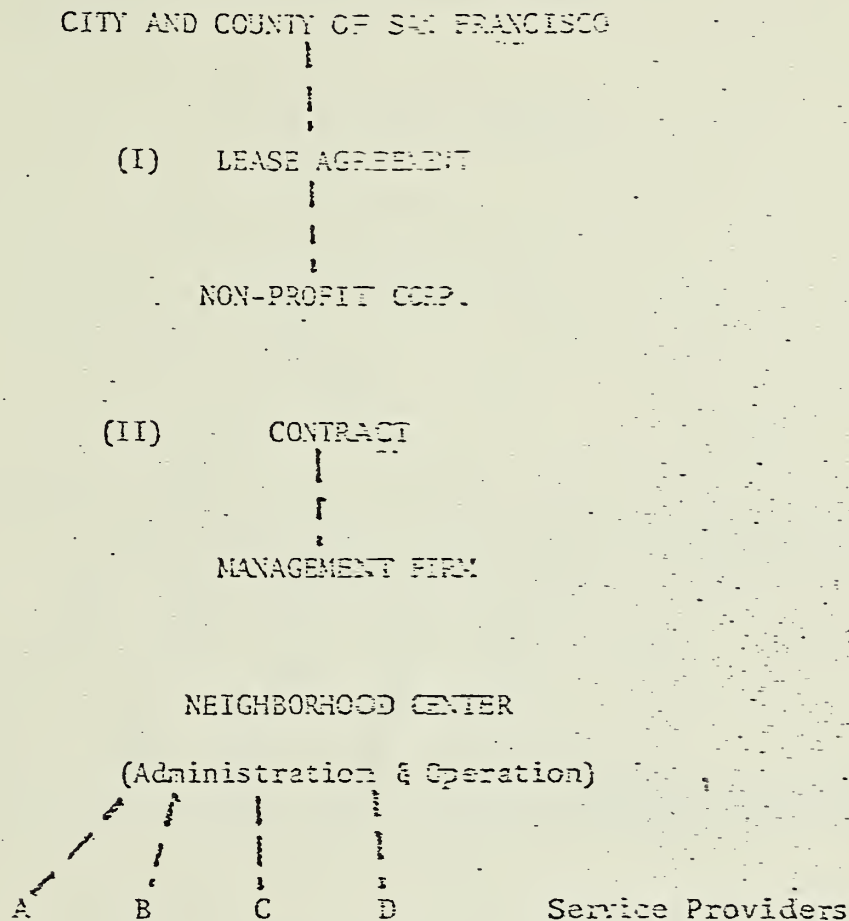 CITY AND COUNTY OF SAN FRANCISCO
(I) LEASE AGREEMENT
NON-PROFIT CORP.
(II) CONTRACT
MANAGEMENT FIRM
NEIGHBORHOOD CENTER
(Administration & Operation)
A B C D Service Providers